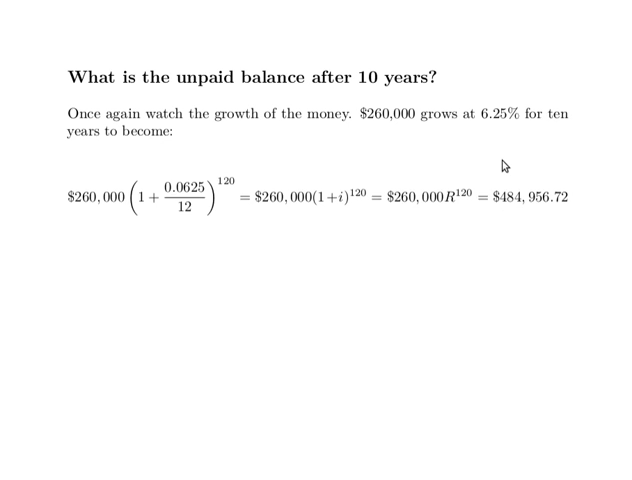 What is the unpaid balance after 10 years?
Once again watch the growth of the money. $260,000 grows at 6.25% for ten
years to become:
$260,000 (1 + 0.0625/12)^120 = $260,000(1+i)^120 = $260,000R^120 = $484,956.72